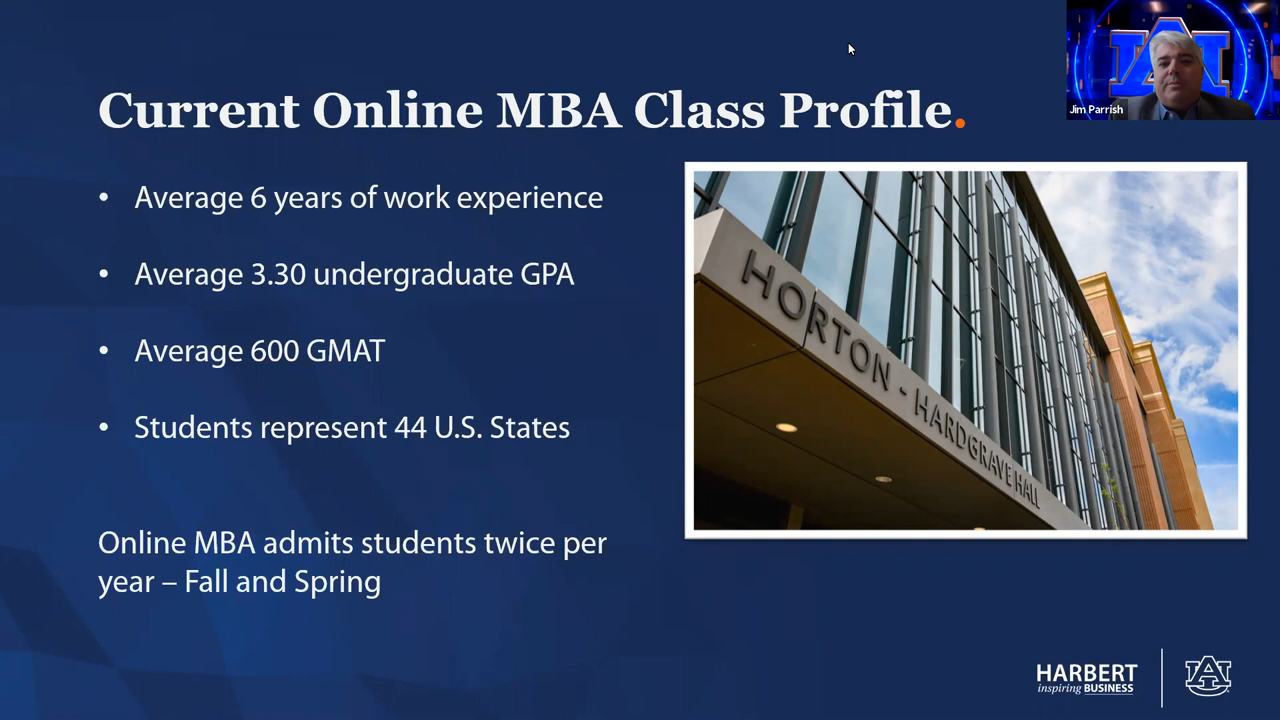 Current Online MBA Class Profile.
Jim Parrish
• Average 6 years of work experience
• Average 3.30 undergraduate GPA
• Average 600 GMAT
• Students represent 44 U.S. States
Online MBA admits students twice per
year – Fall and Spring
HORTON - HARDGRAVE HALL
HARBERT
inspiring BUSINESS
AU